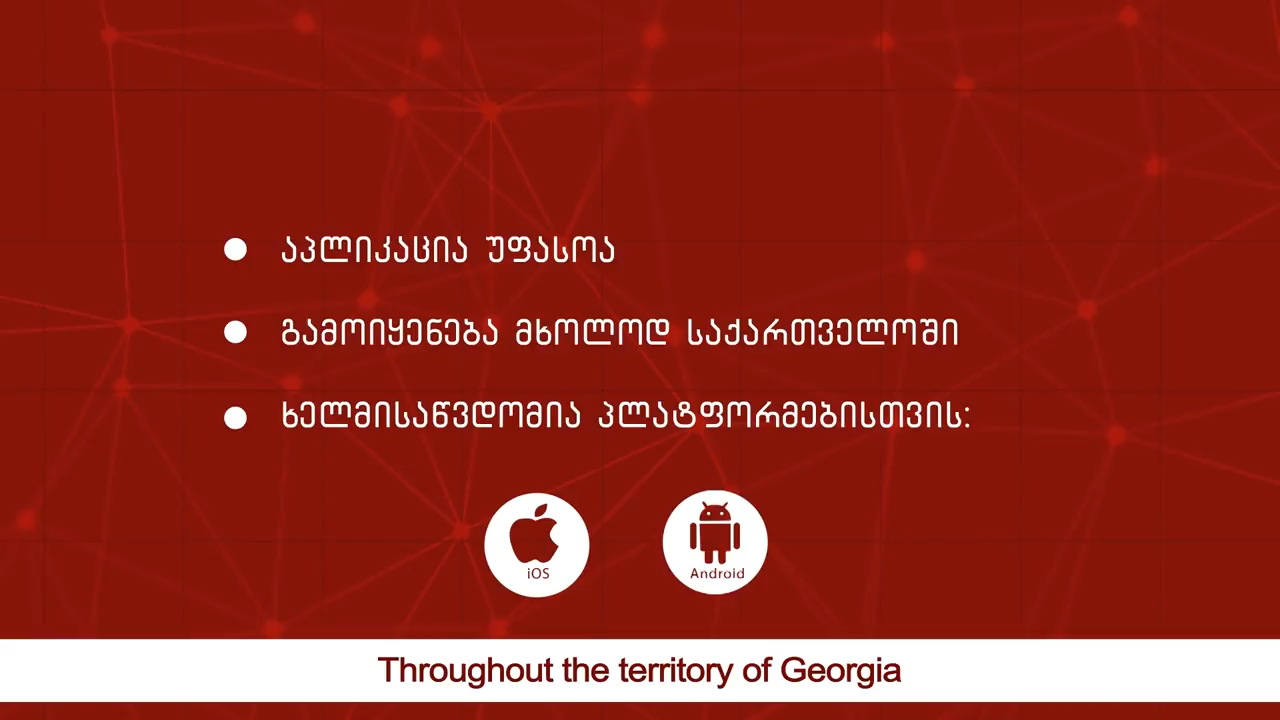 აპლიკაცია უფასოა
გამოიყენება მხოლოდ საქართველოში
ხელმისაწვდომია პლატფორმებისთვის:
iOS
Android
Throughout the territory of Georgia